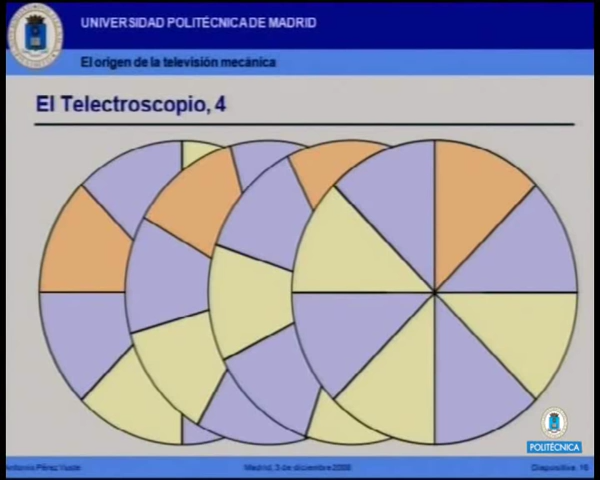 UNIVERSIDAD POLITÉCNICA DE MADRID
El origen de la televisión mecánica
El Telectroscopio, 4
POLITÉCNICA
Antonio Pérez Yuste
Madrid, 3 de diciembre 2008
Diapositiva, 16